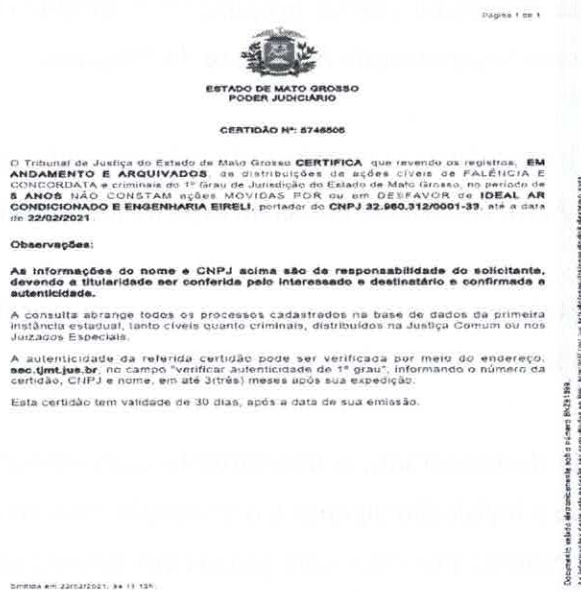 Página 1 de 1
ESTADO DE MATO GROSSO
PODER JUDICIÁRIO
CERTIDÃO Nº: 5746505
O Tribunal de Justiça do Estado de Mato Grosso CERTIFICA que revendo os registros, EM
ANDAMENTO E ARQUIVADOS, de distribuições de ações cíveis de FALÊNCIA E
CONCORDATA e criminais do 1º Grau de Jurisdição do Estado de Mato Grosso, no período de
5 ANOS NÃO CONSTAM ações MOVIDAS POR ou em DESFAVOR de IDEAL AR
CONDICIONADO E ENGENHARIA EIRELI, portador do CNPJ 32.960.312/0001-33, até a data
de 22/02/2021.
Observações:
As informações do nome e CNPJ acima são de responsabilidade do solicitante,
devendo a titularidade ser conferida pelo interessado e destinatário e confirmada a
autenticidade.
A consulta abrange todos os processos cadastrados na base de dados da primeira
instância estadual, tanto cíveis quanto criminais, distribuídos na Justiça Comum ou nos
Juizados Especiais.
A autenticidade da referida certidão pode ser verificada por meio do endereço,
sec.tjmt.jus.br, no campo "verificar autenticidade de 1º grau", informando o número da
certidão, CNPJ e nome, em até 3(três) meses após sua expedição.
Esta certidão tem validade de 30 dias, após a data de sua emissão.
Emitida em 22/02/2021, às 11:15h.
Documento selado eletronicamente sob o número